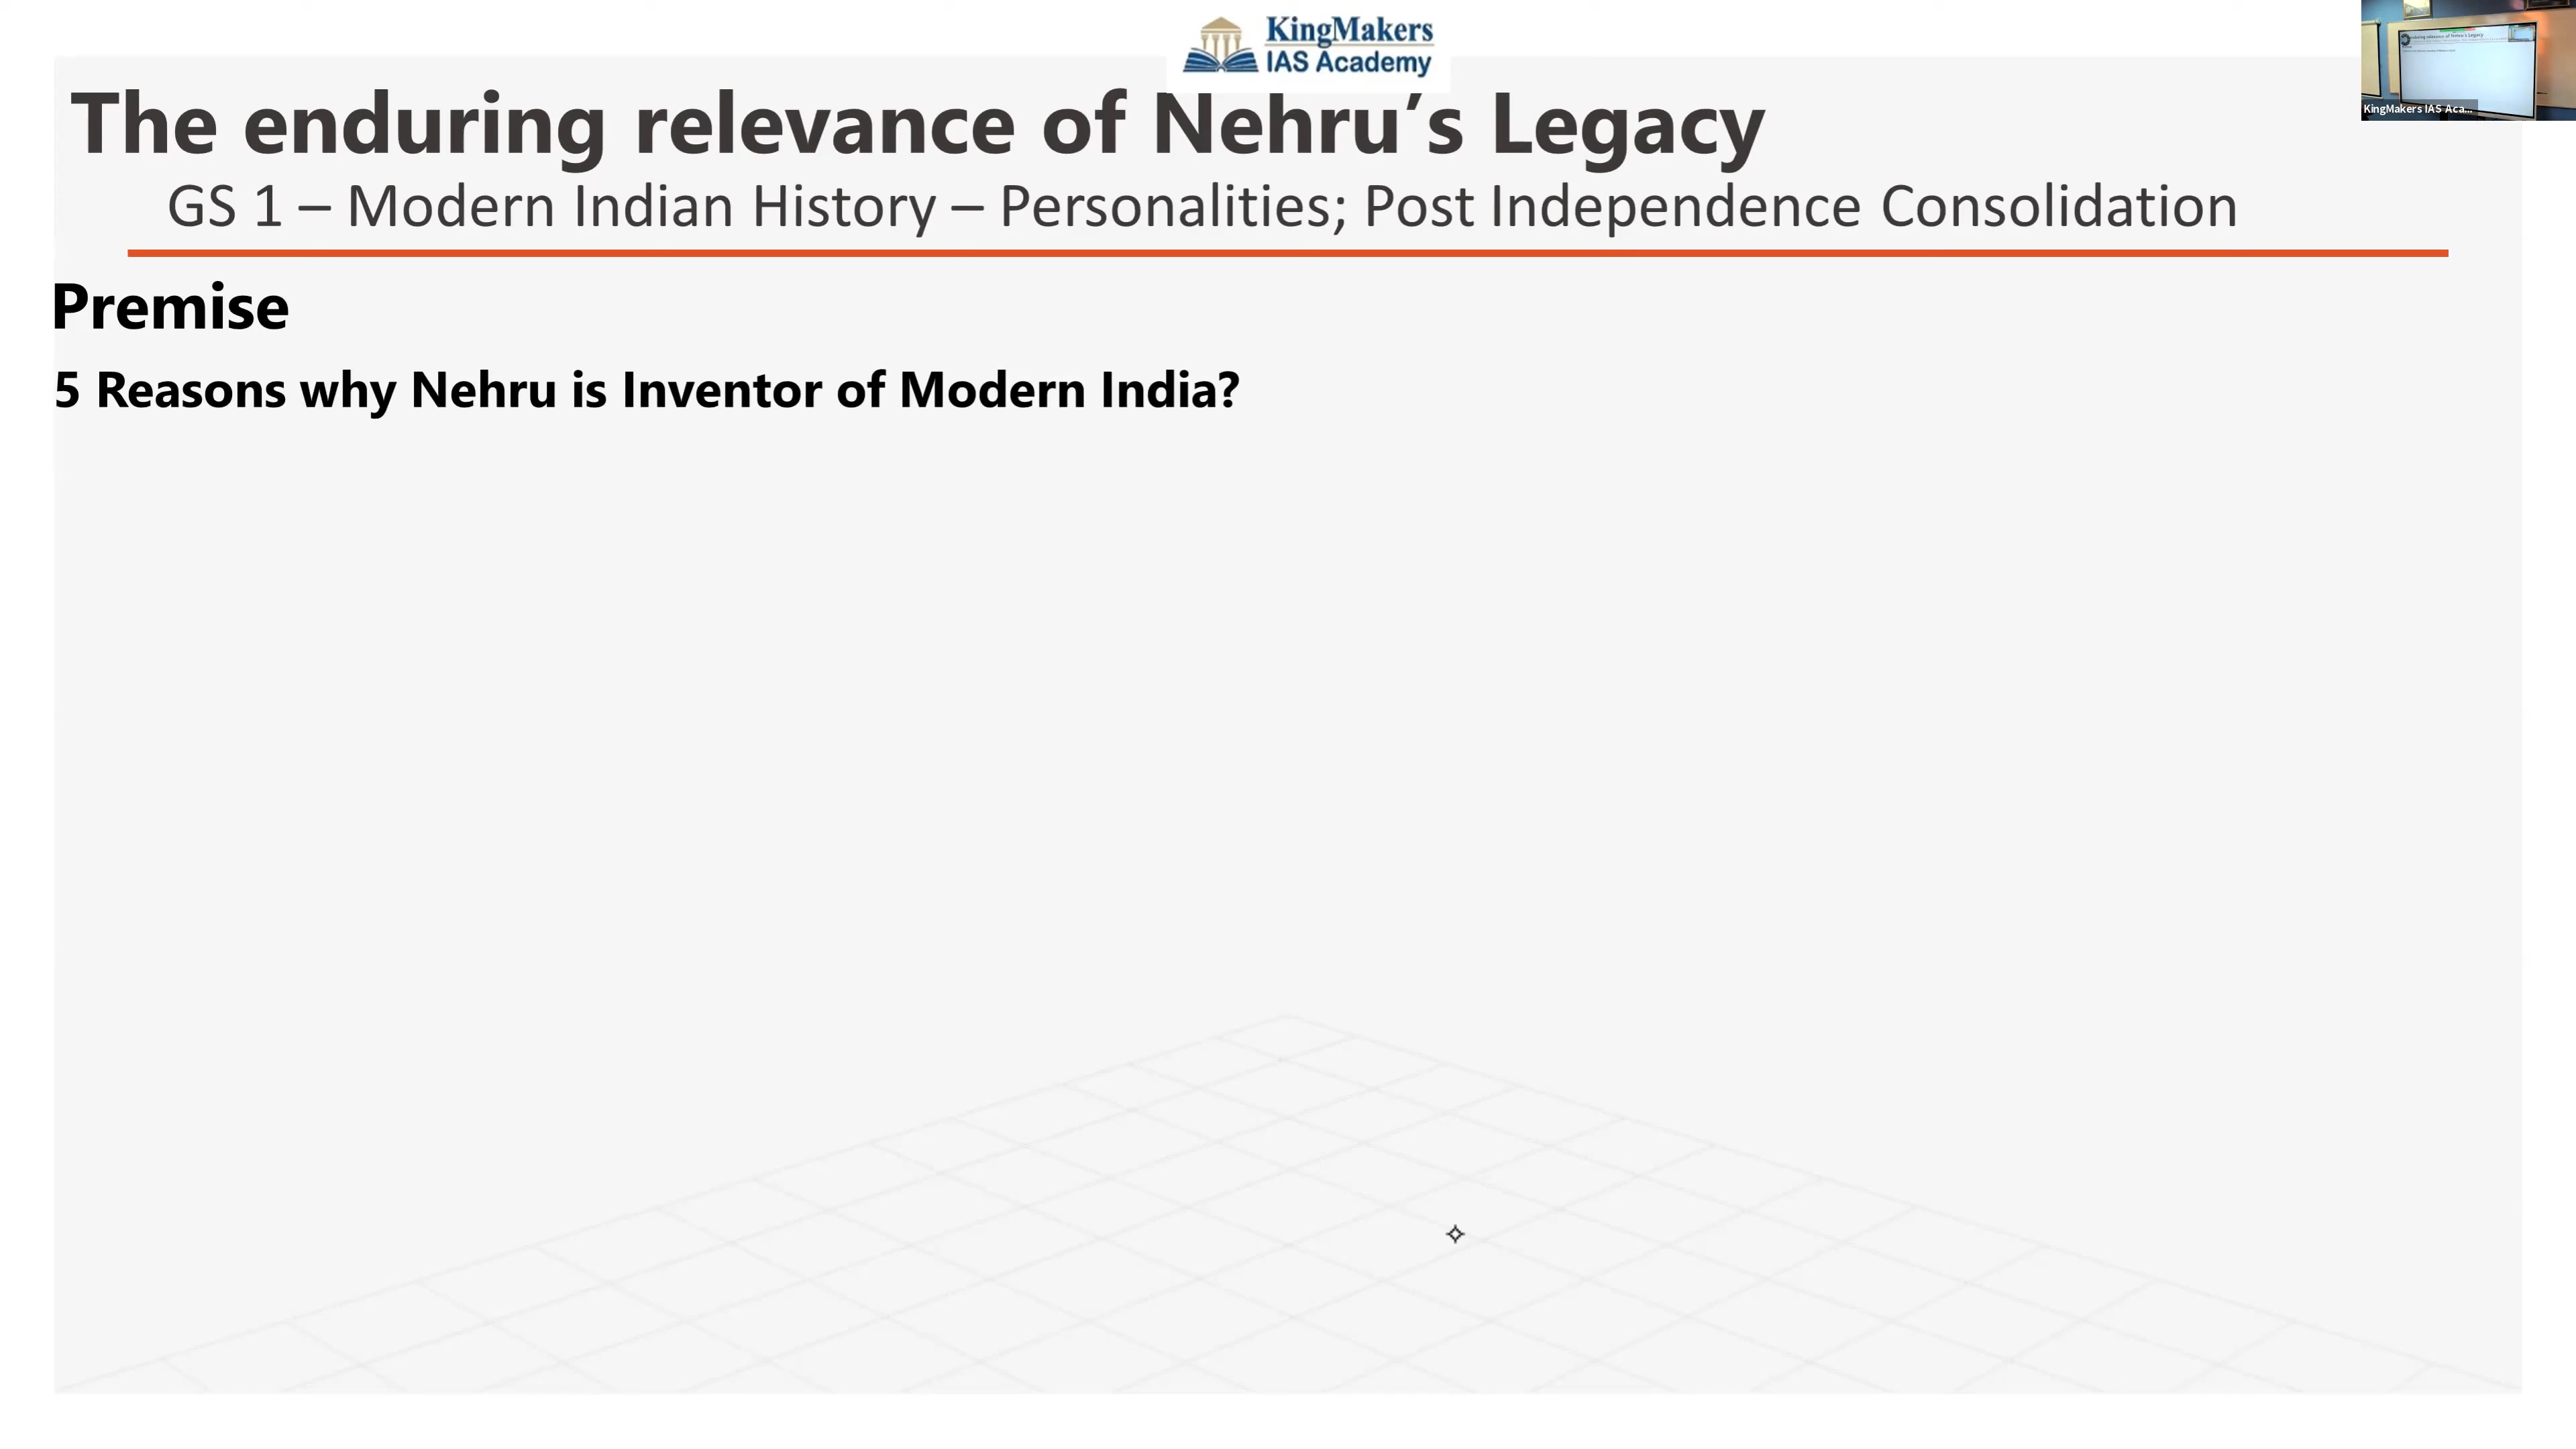 KingMakers
IAS Academy
The enduring relevance of Nehru’s Legacy
GS 1 – Modern Indian History – Personalities; Post Independence Consolidation
Premise
5 Reasons why Nehru is Inventor of Modern India?
KingMakers IAS Aca...